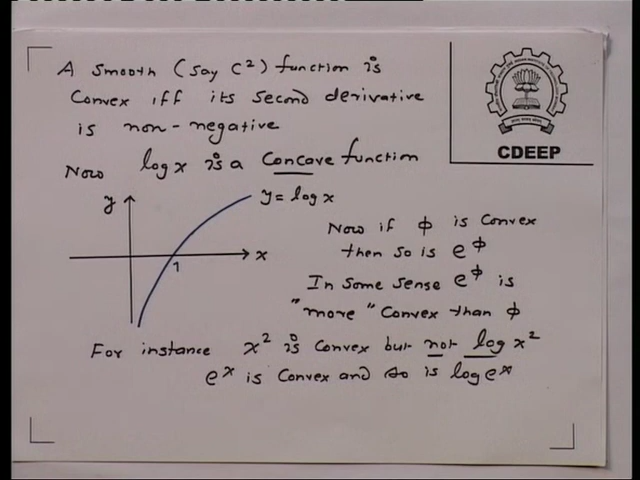 A smooth (say C²) function is
Convex iff its second derivative
is non-negative
Now log x is a Concave function
y
y = log x
x
1
Now if ϕ is Convex
then so is e^ϕ
In some sense e^ϕ is
"more" Convex than ϕ
For instance x² is Convex but not log x²
e^x is Convex and so is log e^x
CDEEP